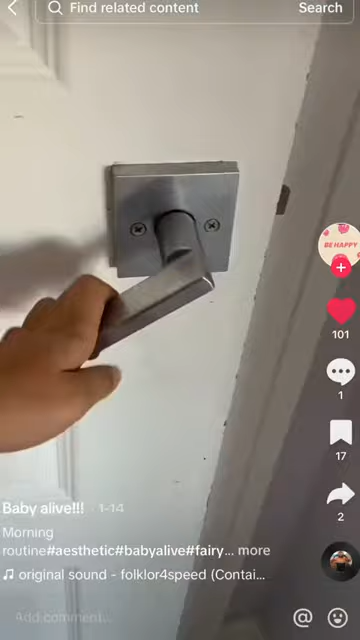 Find related content
Search
BE HAPPY
101
1
17
2
Baby alive!!! · 1-14
Morning
routine#aesthetic#babyalive#fairy... more
original sound - folklor4speed (Contai...
Add comment...
@